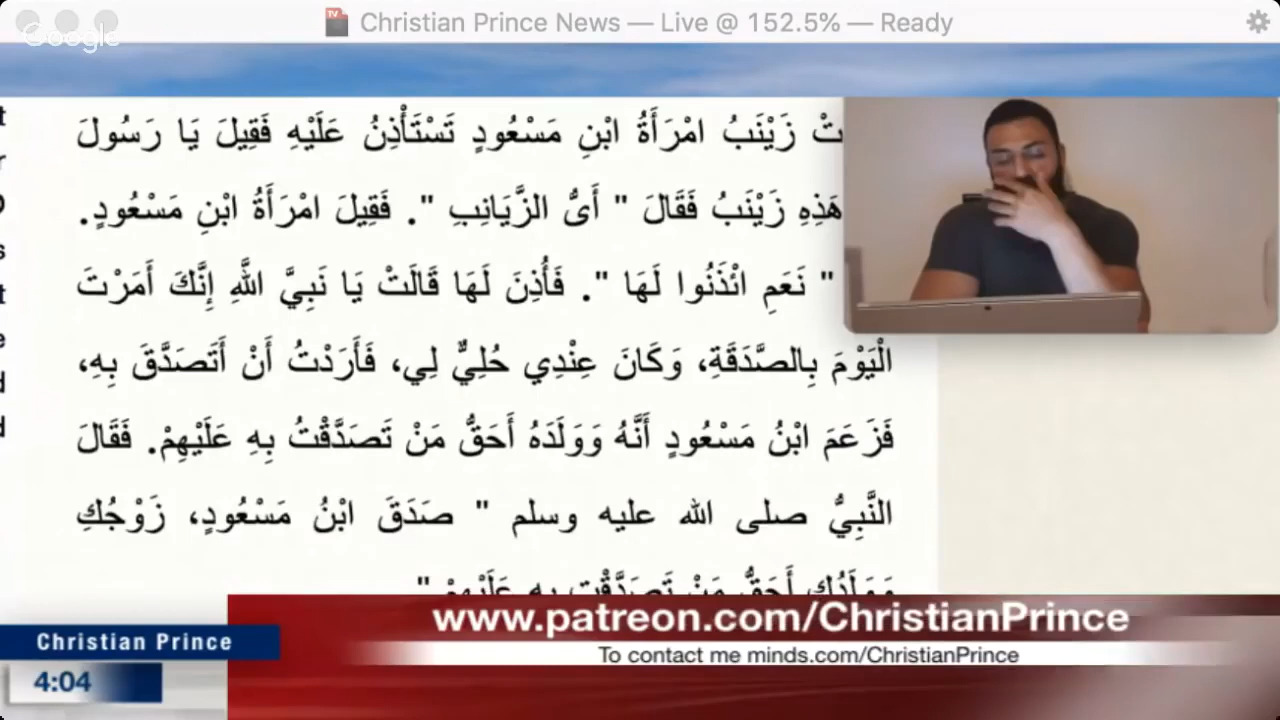 Google
Christian Prince News — Live @ 152.5% — Ready
تْ زَيْنَبُ امْرَأَةُ ابْنِ مَسْعُودٍ تَسْتَأْذِنُ عَلَيْهِ فَقِيلَ يَا رَسُولَ
هَذِهِ زَيْنَبُ فَقَالَ " أَىُّ الزَّيَانِبِ ". فَقِيلَ امْرَأَةُ ابْنِ مَسْعُودٍ.
" نَعَمِ ائْذَنُوا لَهَا ". فَأُذِنَ لَهَا قَالَتْ يَا نَبِيَّ اللَّهِ إِنَّكَ أَمَرْتَ
الْيَوْمَ بِالصَّدَقَةِ، وَكَانَ عِنْدِي حُلِيٌّ لِي، فَأَرَدْتُ أَنْ أَتَصَدَّقَ بِهِ،
فَزَعَمَ ابْنُ مَسْعُودٍ أَنَّهُ وَوَلَدَهُ أَحَقُّ مَنْ تَصَدَّقْتُ بِهِ عَلَيْهِمْ. فَقَالَ
النَّبِيُّ صلى الله عليه وسلم " صَدَقَ ابْنُ مَسْعُودٍ، زَوْجُكِ
وَوَلَدُكِ أَحَقُّ مَنْ تَصَدَّقْتِ بِهِ عَلَيْهِمْ "
www.patreon.com/ChristianPrince
Christian Prince
To contact me minds.com/ChristianPrince
4:04